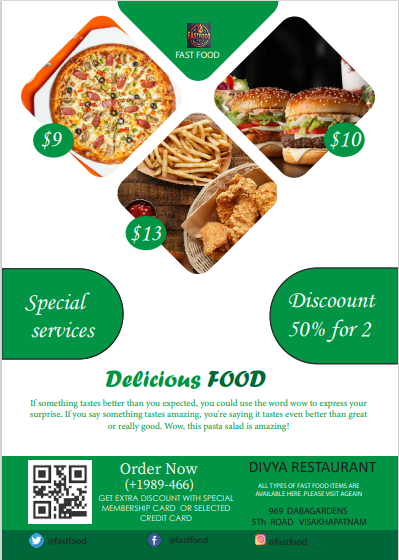 FASTFOOD
FAST FOOD
$9
$10
$13
Special
services
Discoount
50% for 2
Delicious FOOD
If something tastes better than you expected, you could use the word wow to express your
surprise. If you say something tastes amazing, you're saying it tastes even better than great
or really good. Wow, this pasta salad is amazing!
Order Now
(+1989-466)
GET EXTRA DISCOUNT WITH SPECIAL
MEMBERSHIP CARD OR SELECTED
CREDIT CARD
DIVYA RESTAURANT
ALL TYPES OF FAST FOOD ITEMS ARE
AVAILABLE HERE .PLEASE VISIT AGEAIN
969 DABAGARDENS
5Th ROAD VISAKHAPATNAM
@fastfood
@fastfood
@fastfood